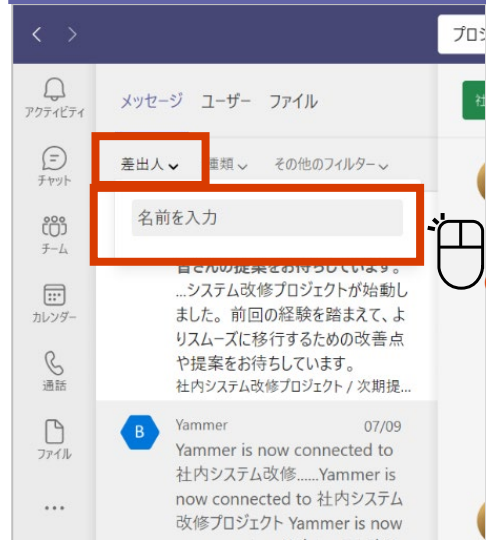 プロジ
アクティビティ
チャット
チーム
カレンダー
通話
ファイル
メッセージ ユーザー ファイル
社
差出人 種類 その他のフィルター
名前を入力
皆さんの提案をお待ちしています。
...システム改修プロジェクトが始動し
ました。前回の経験を踏まえて、よ
りスムーズに移行するための改善点
や提案をお待ちしています。
社内システム改修プロジェクト / 次期提...
B
Yammer 07/09
Yammer is now connected to
社内システム改修......Yammer is
now connected to 社内システム
改修プロジェクト Yammer is now